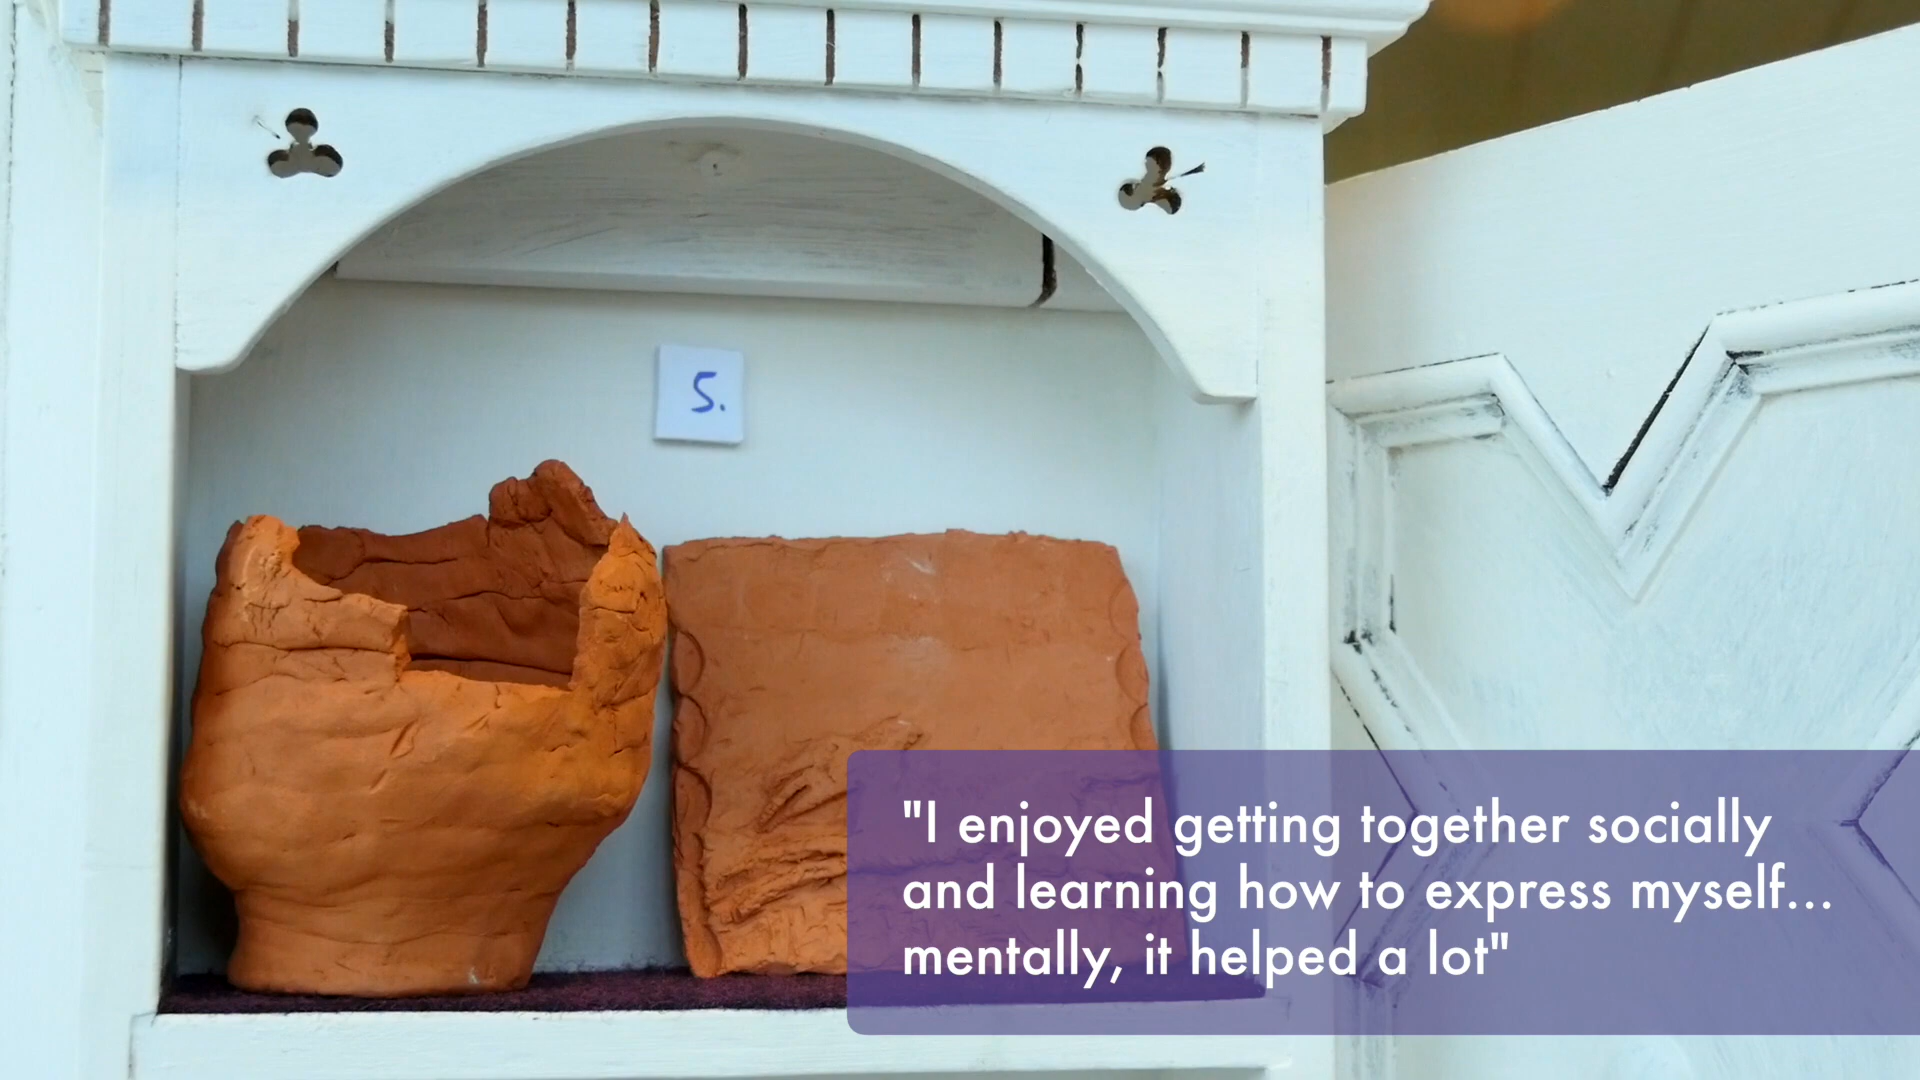 5.
"I enjoyed getting together socially
and learning how to express myself...
mentally, it helped a lot"